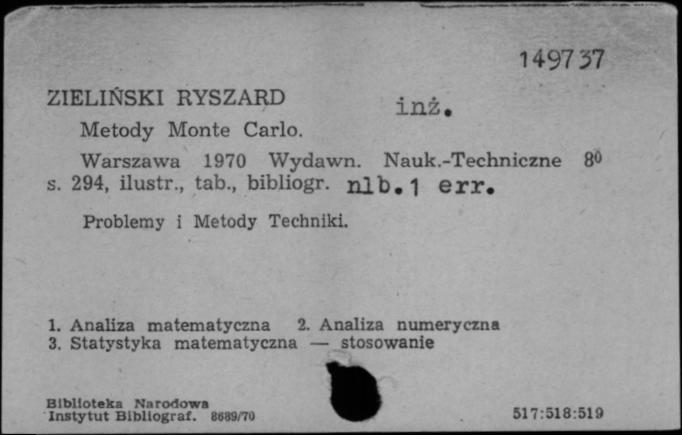 149737
ZIELIŃSKI RYSZARD inż.
Metody Monte Carlo.
Warszawa 1970 Wydawn. Nauk.-Techniczne 8⁰
s. 294, ilustr., tab., bibliogr. nlb.1 err.
Problemy i Metody Techniki.
1. Analiza matematyczna 2. Analiza numeryczna
3. Statystyka matematyczna — stosowanie
Biblioteka Narodowa
Instytut Bibliograf. 8689/70
517:518:519